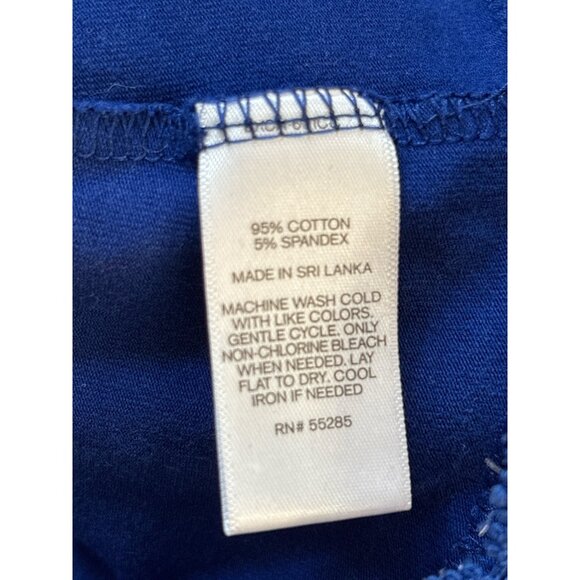 95% COTTON
5% SPANDEX
MADE IN SRI LANKA
MACHINE WASH COLD
WITH LIKE COLORS.
GENTLE CYCLE. ONLY
NON-CHLORINE BLEACH
WHEN NEEDED. LAY
FLAT TO DRY. COOL
IRON IF NEEDED
RN# 55285